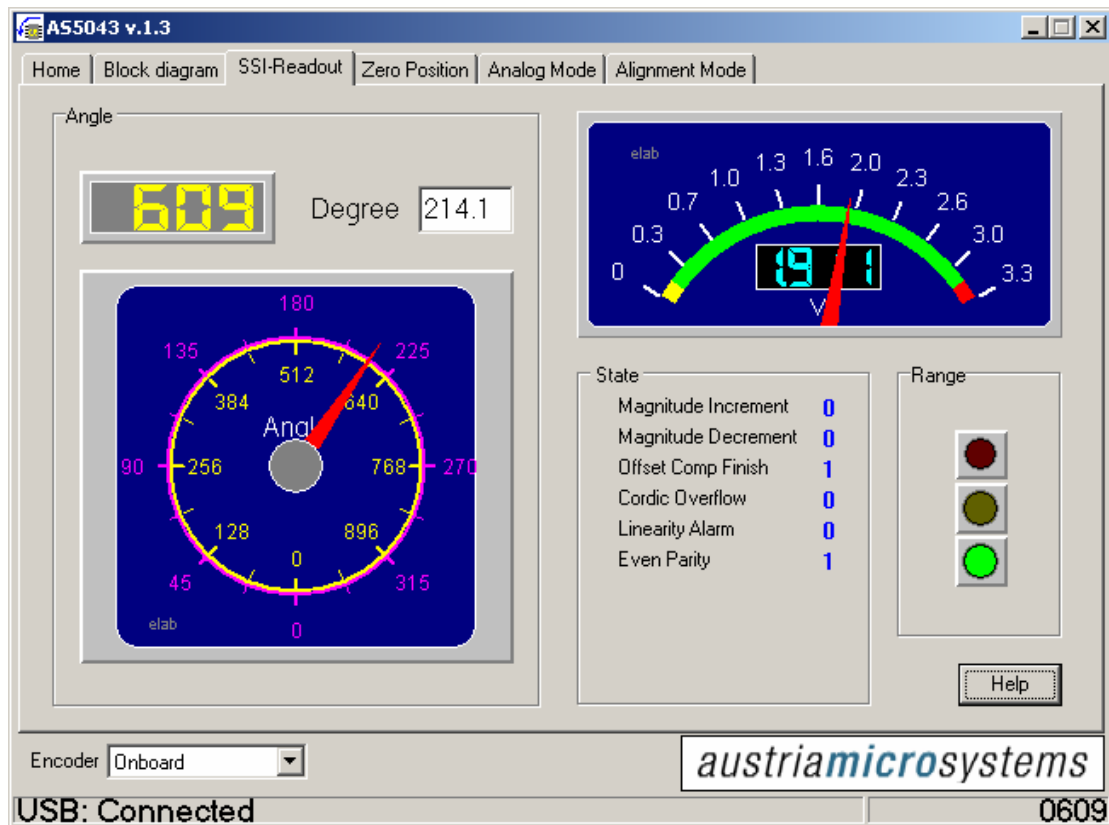 AS5043 v.1.3
Home Block diagram SSI-Readout Zero Position Analog Mode Alignment Mode
Angle
609
Degree 214.1
180
135 225
512
384 640
90 256 768 270
128 896
0
45 315
elab
0
elab
0 0.3 0.7 1.0 1.3 1.6 2.0 2.3 2.6 3.0 3.3
V
State
Magnitude Increment 0
Magnitude Decrement 0
Offset Comp Finish 1
Cordic Overflow 0
Linearity Alarm 0
Even Parity 1
Range
Help
Encoder Onboard
austriamicrosystems
USB: Connected 0609